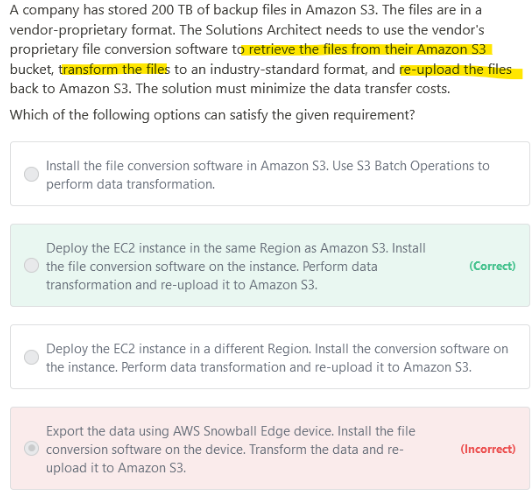 A company has stored 200 TB of backup files in Amazon S3. The files are in a
vendor-proprietary format. The Solutions Architect needs to use the vendor's
proprietary file conversion software to retrieve the files from their Amazon S3
bucket, transform the files to an industry-standard format, and re-upload the files
back to Amazon S3. The solution must minimize the data transfer costs.
Which of the following options can satisfy the given requirement?
Install the file conversion software in Amazon S3. Use S3 Batch Operations to
perform data transformation.
Deploy the EC2 instance in the same Region as Amazon S3. Install
the file conversion software on the instance. Perform data
transformation and re-upload it to Amazon S3.
(Correct)
Deploy the EC2 instance in a different Region. Install the conversion software on
the instance. Perform data transformation and re-upload it to Amazon S3.
Export the data using AWS Snowball Edge device. Install the file
conversion software on the device. Transform the data and re-
upload it to Amazon S3.
(Incorrect)